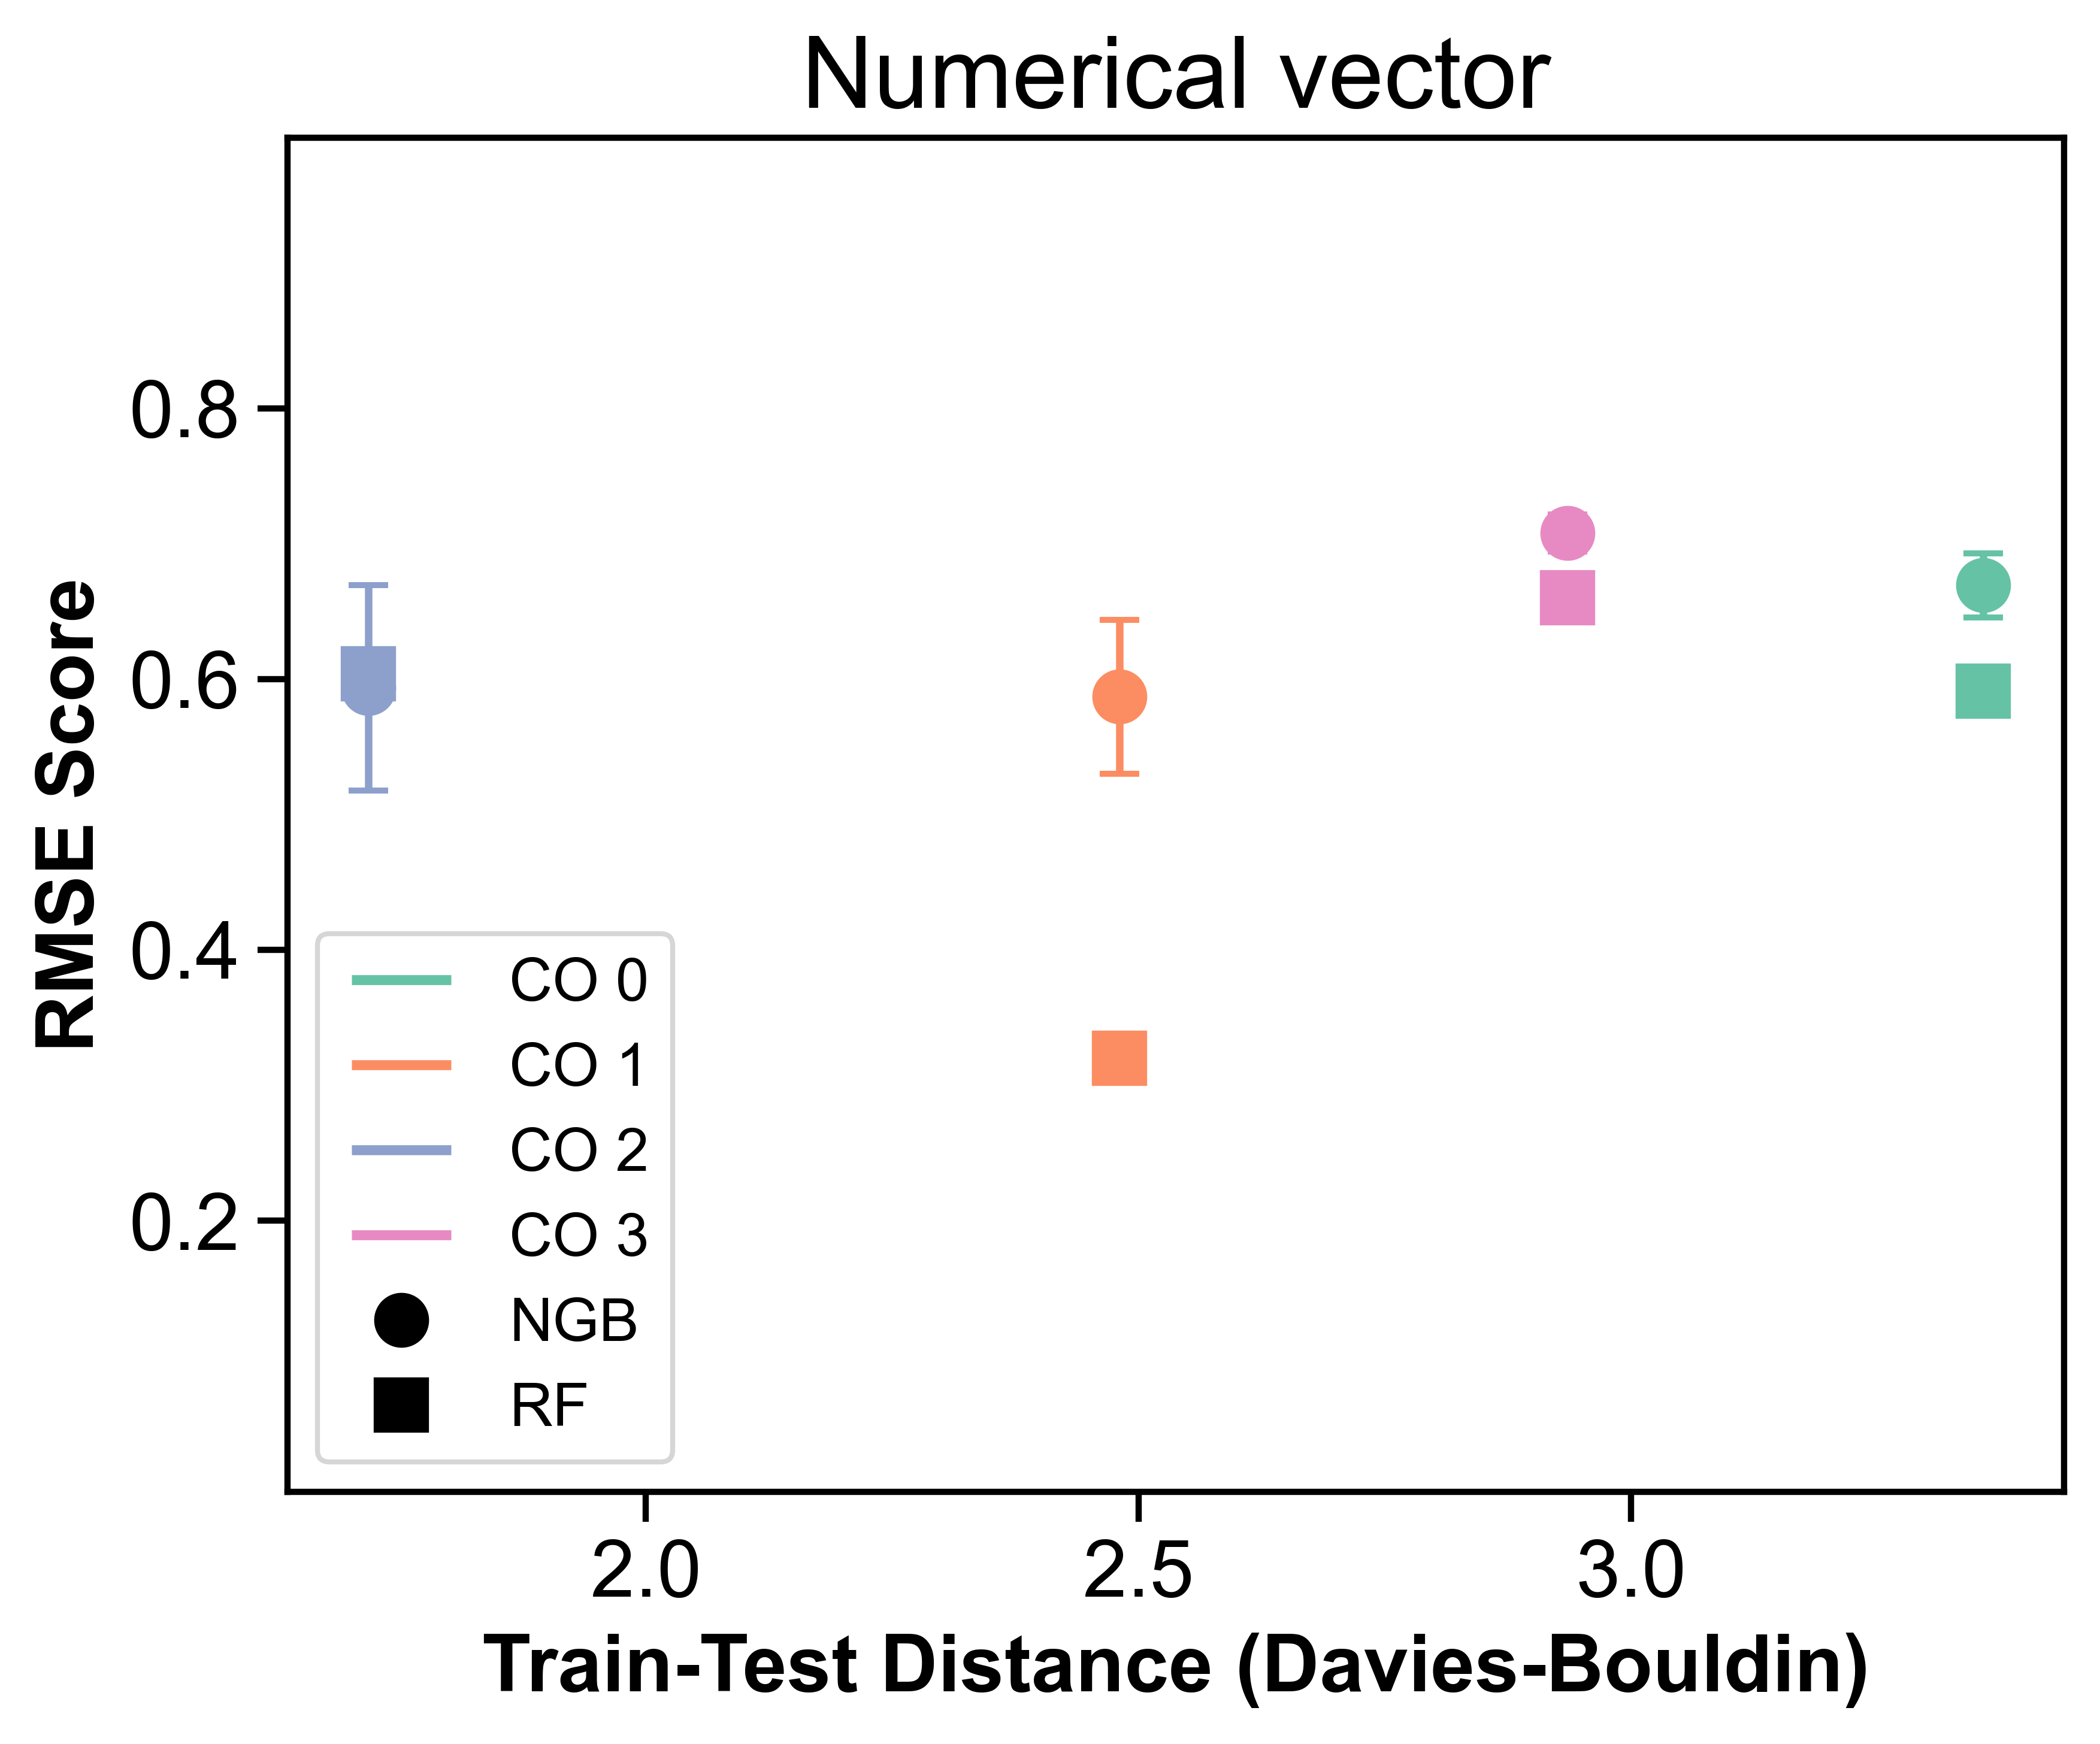 Numerical vector
RMSE Score
0.8
0.6
0.4
0.2
CO 0
CO 1
CO 2
CO 3
NGB
RF
2.0 2.5 3.0
Train-Test Distance (Davies-Bouldin)